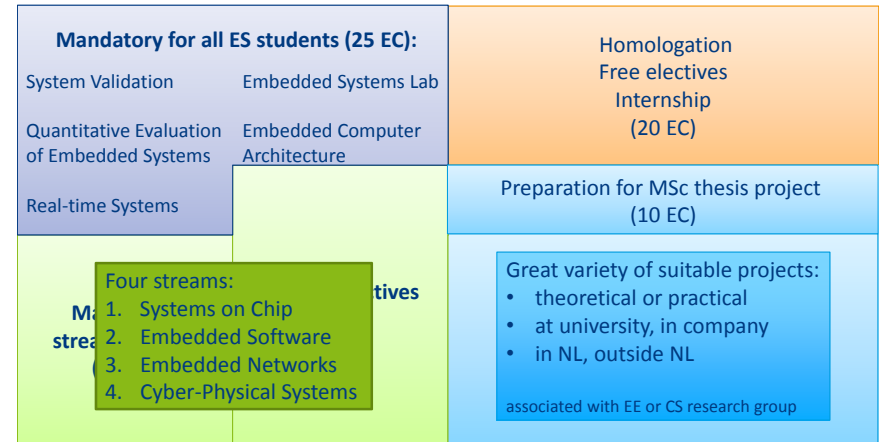 Mandatory for all ES students (25 EC):
System Validation
Embedded Systems Lab
Quantitative Evaluation
of Embedded Systems
Embedded Computer
Architecture
Real-time Systems
Homologation
Free electives
Internship
(20 EC)
Preparation for MSc thesis project
(10 EC)
Four streams:
1. Systems on Chip
2. Embedded Software
3. Embedded Networks
4. Cyber-Physical Systems
Great variety of suitable projects:
• theoretical or practical
• at university, in company
• in NL, outside NL
associated with EE or CS research group